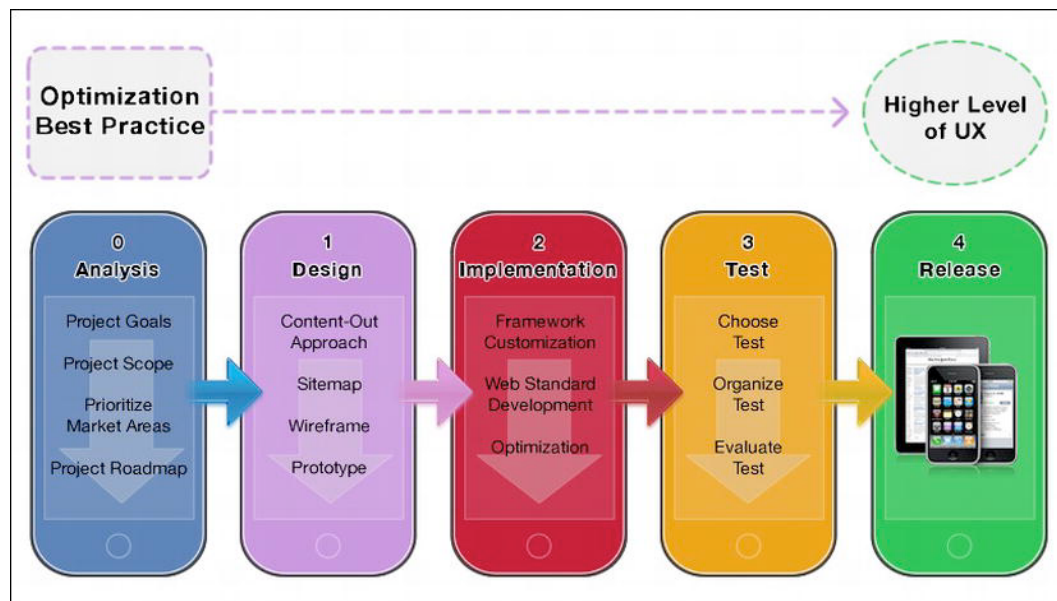 Optimization
Best Practice
Higher Level
of UX
0
Analysis
Project Goals
Project Scope
Prioritize
Market Areas
Project Roadmap
1
Design
Content-Out
Approach
Sitemap
Wireframe
Prototype
2
Implementation
Framework
Customization
Web Standard
Development
Optimization
3
Test
Choose
Test
Organize
Test
Evaluate
Test
4
Release